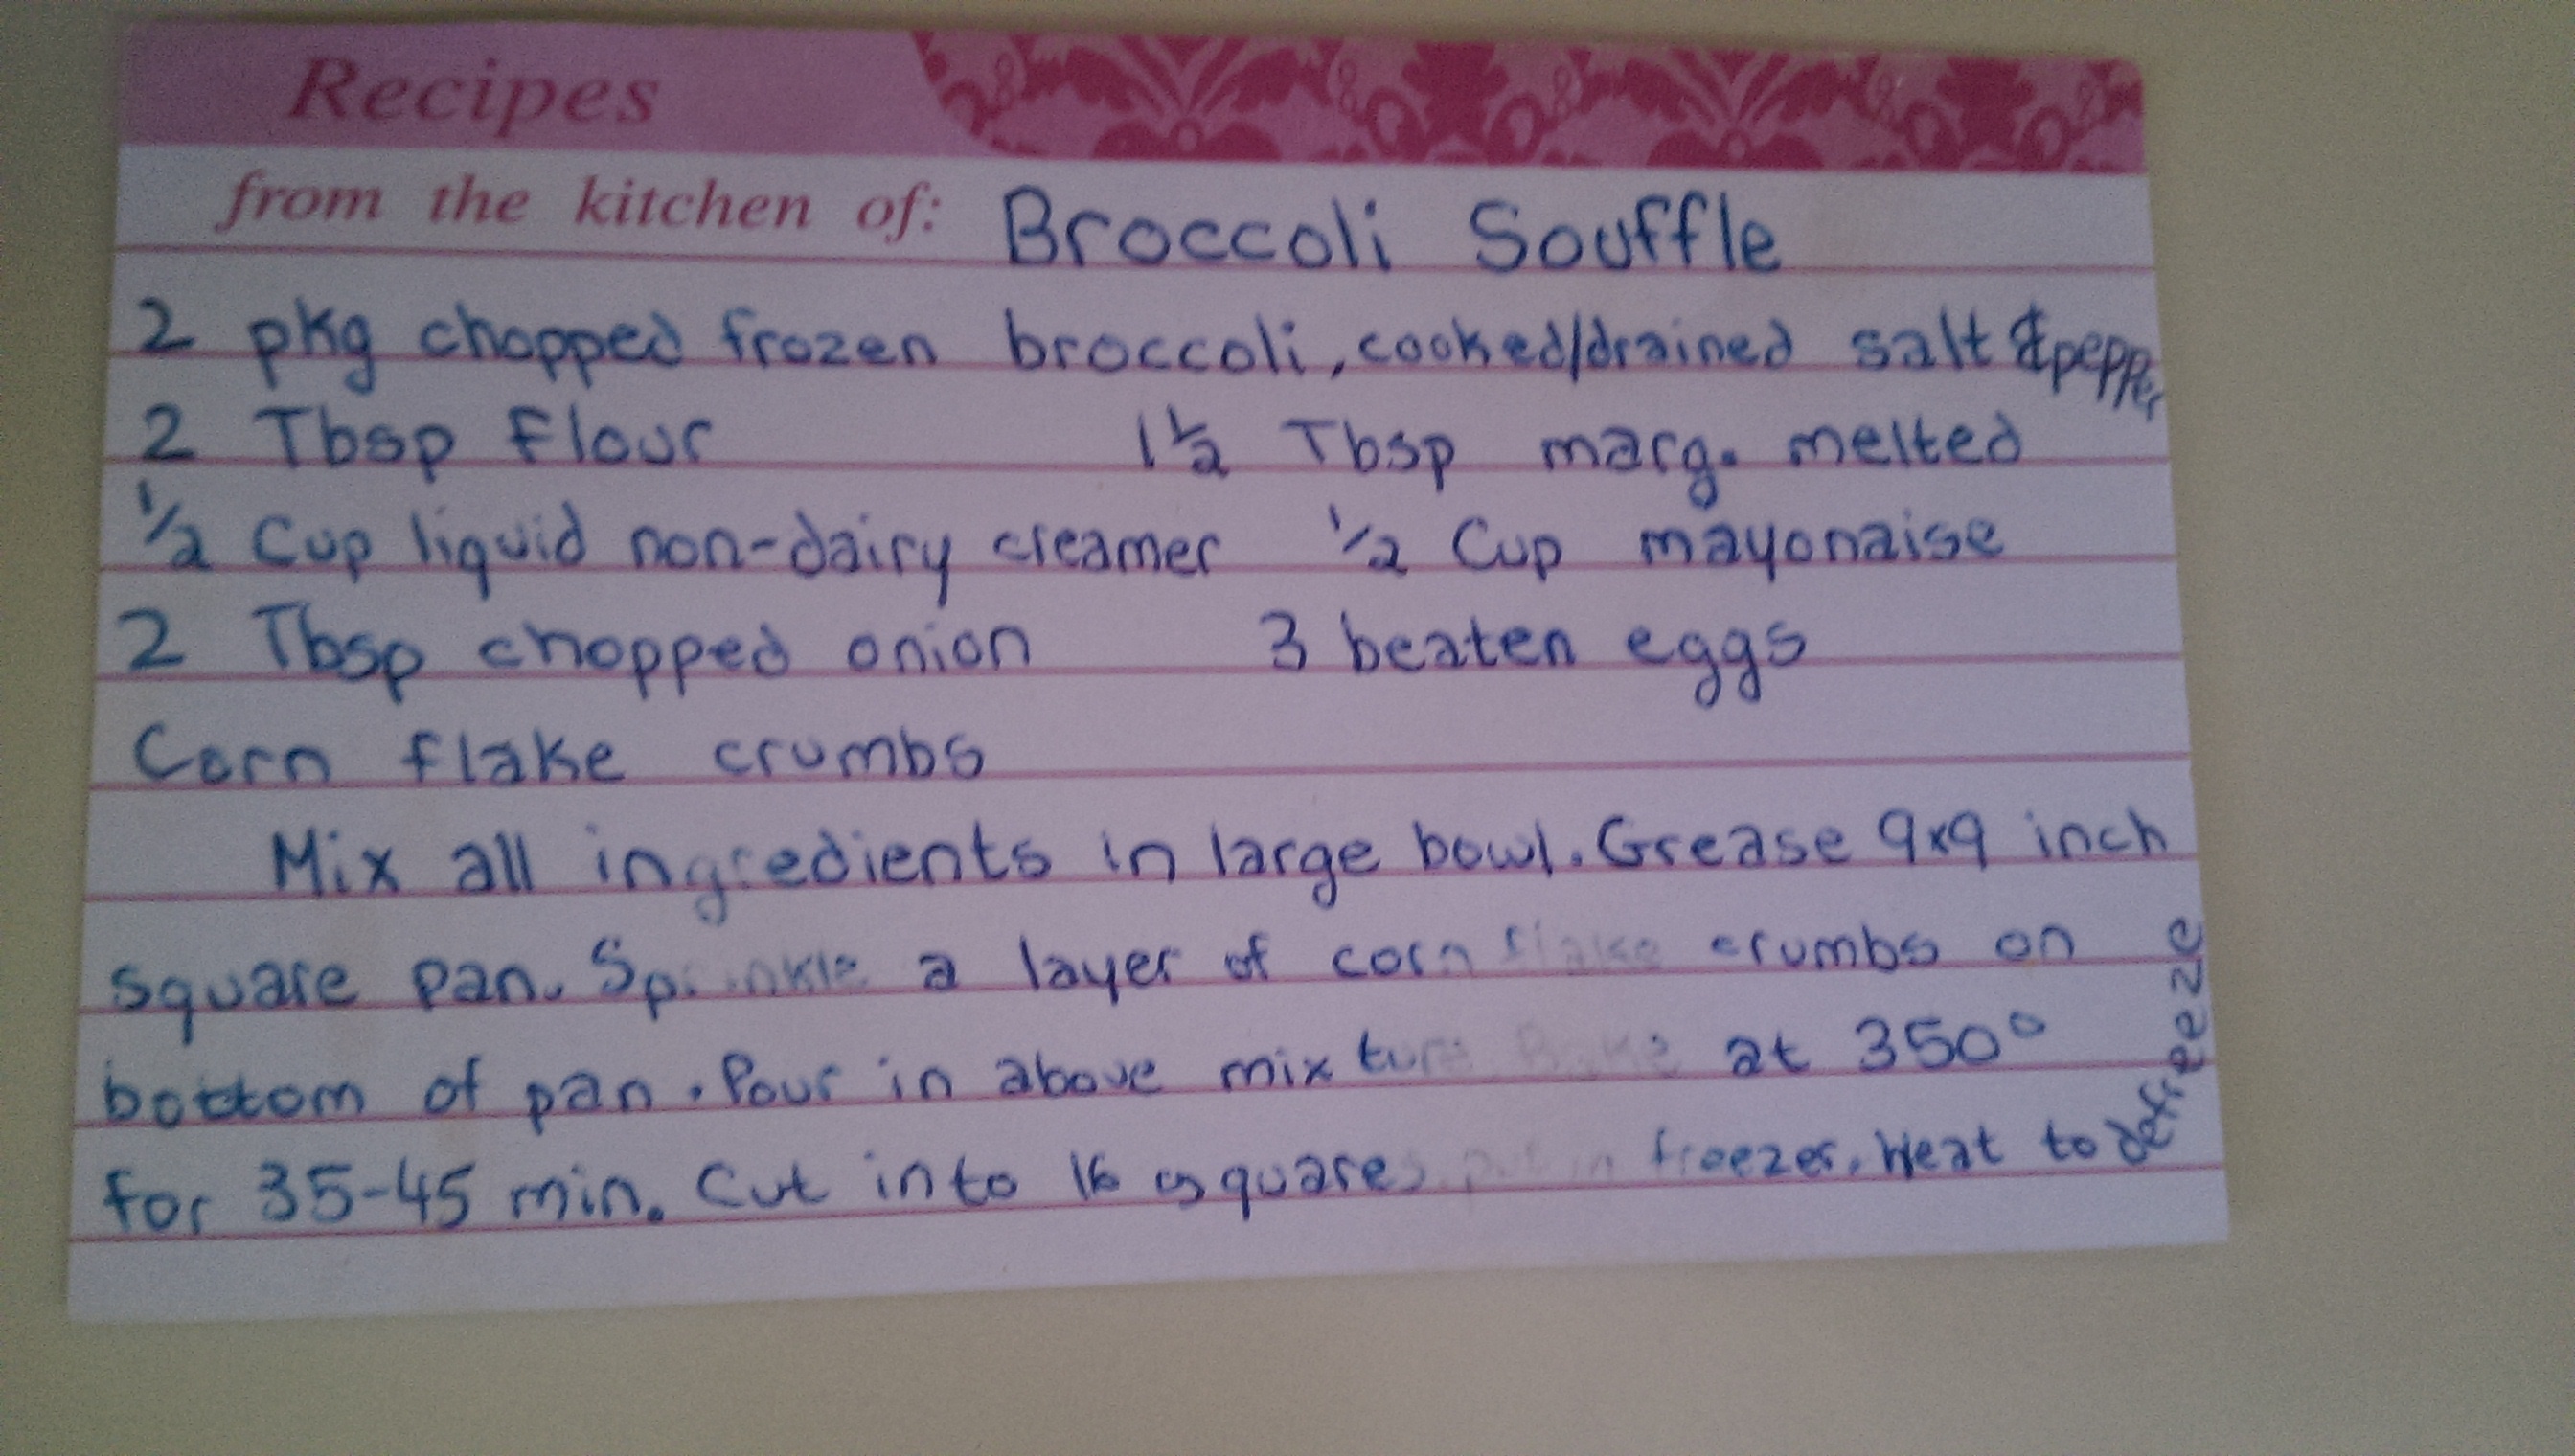 Recipes
from the kitchen of: Broccoli Souffle
2 pkg chopped frozen broccoli, cooked/drained salt & pepper
2 Tbsp Flour 1 1/2 Tbsp marg. melted
1/2 Cup liquid non-dairy creamer 1/2 Cup mayonaise
2 Tbsp chopped onion 3 beaten eggs
Corn flake crumbs
Mix all ingredients in large bowl. Grease 9x9 inch
square pan. Sprinkle a layer of corn flake crumbs on
bottom of pan. Pour in above mixture Bake at 350°
for 35-45 min. Cut into 16 squares put in freezer. Heat to defreeze